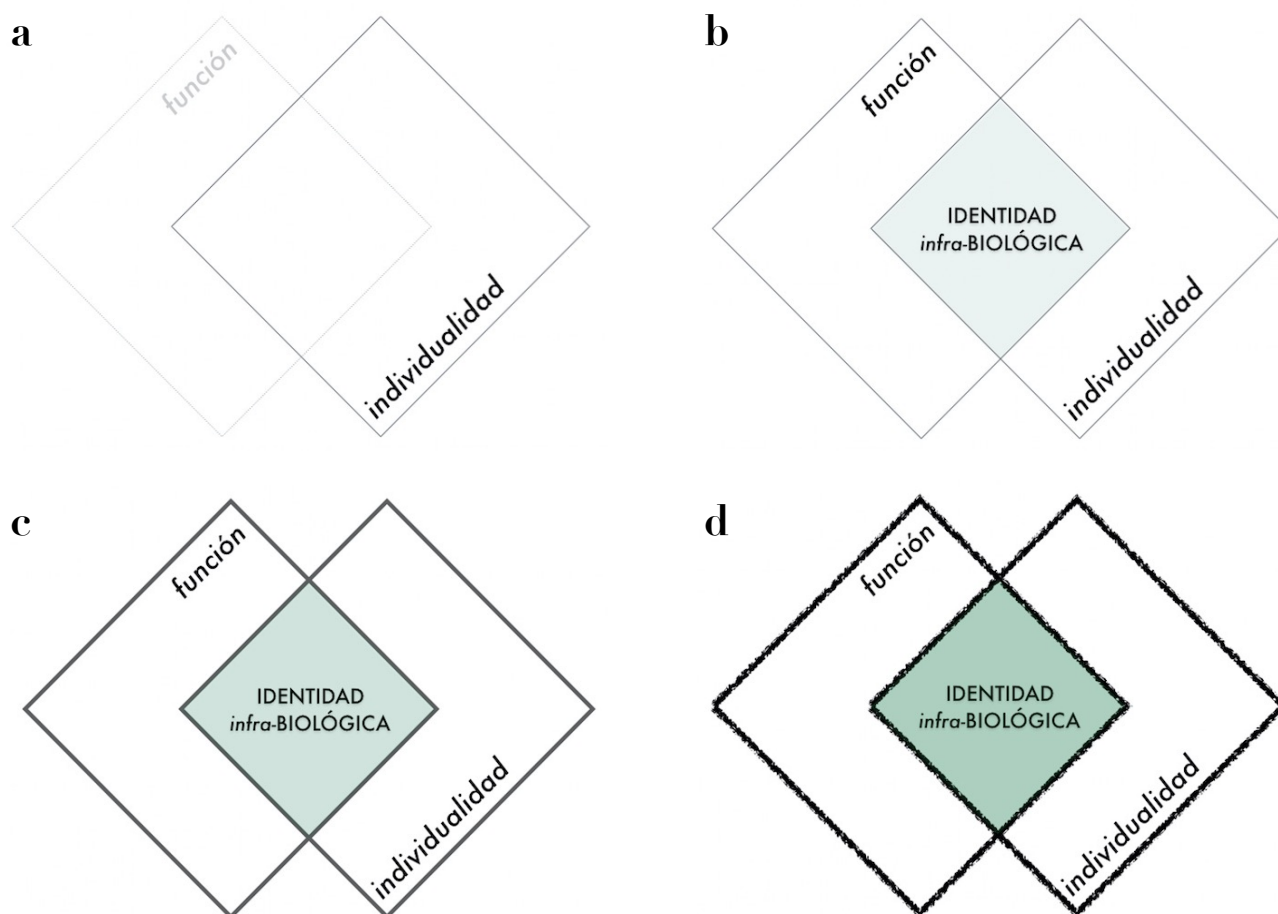 a
función
individualidad
b
función
IDENTIDAD
infra-BIOLÓGICA
individualidad
c
función
IDENTIDAD
infra-BIOLÓGICA
individualidad
d
función
IDENTIDAD
infra-BIOLÓGICA
individualidad